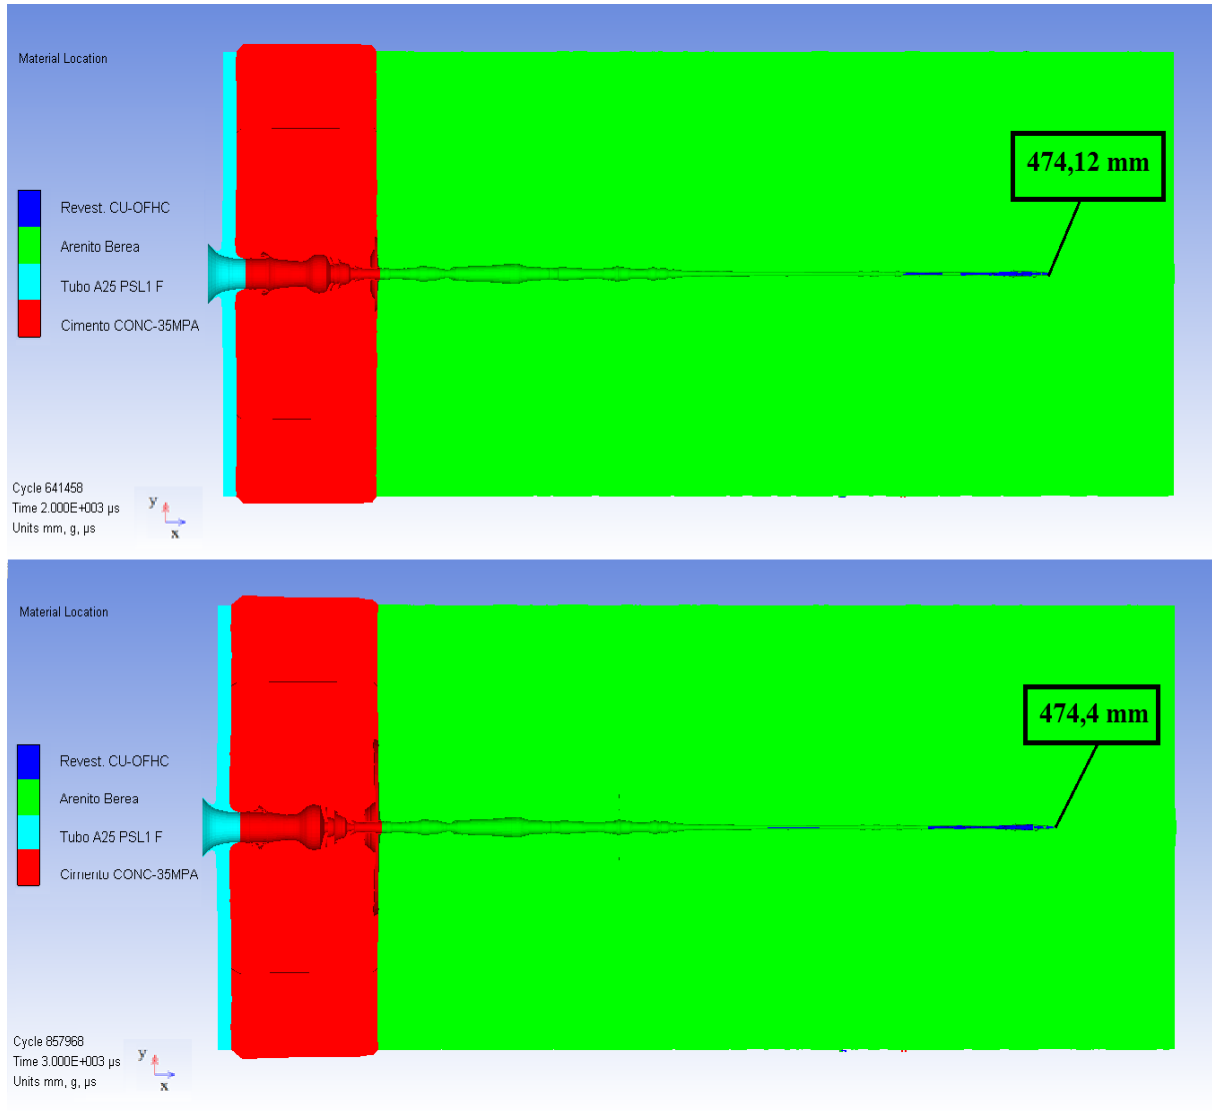 Material Location
474,12 mm
Revest. CU-OFHC
Arenito Berea
Tubo A25 PSL1 F
Cimento CONC-35MPA
Cycle 641458
Time 2.000E+003 µs
Units mm, g, µs
y
x
Material Location
474,4 mm
Revest. CU-OFHC
Arenito Berea
Tubo A25 PSL1 F
Cimento CONC-35MPA
Cycle 857968
Time 3.000E+003 µs
Units mm, g, µs
y
x